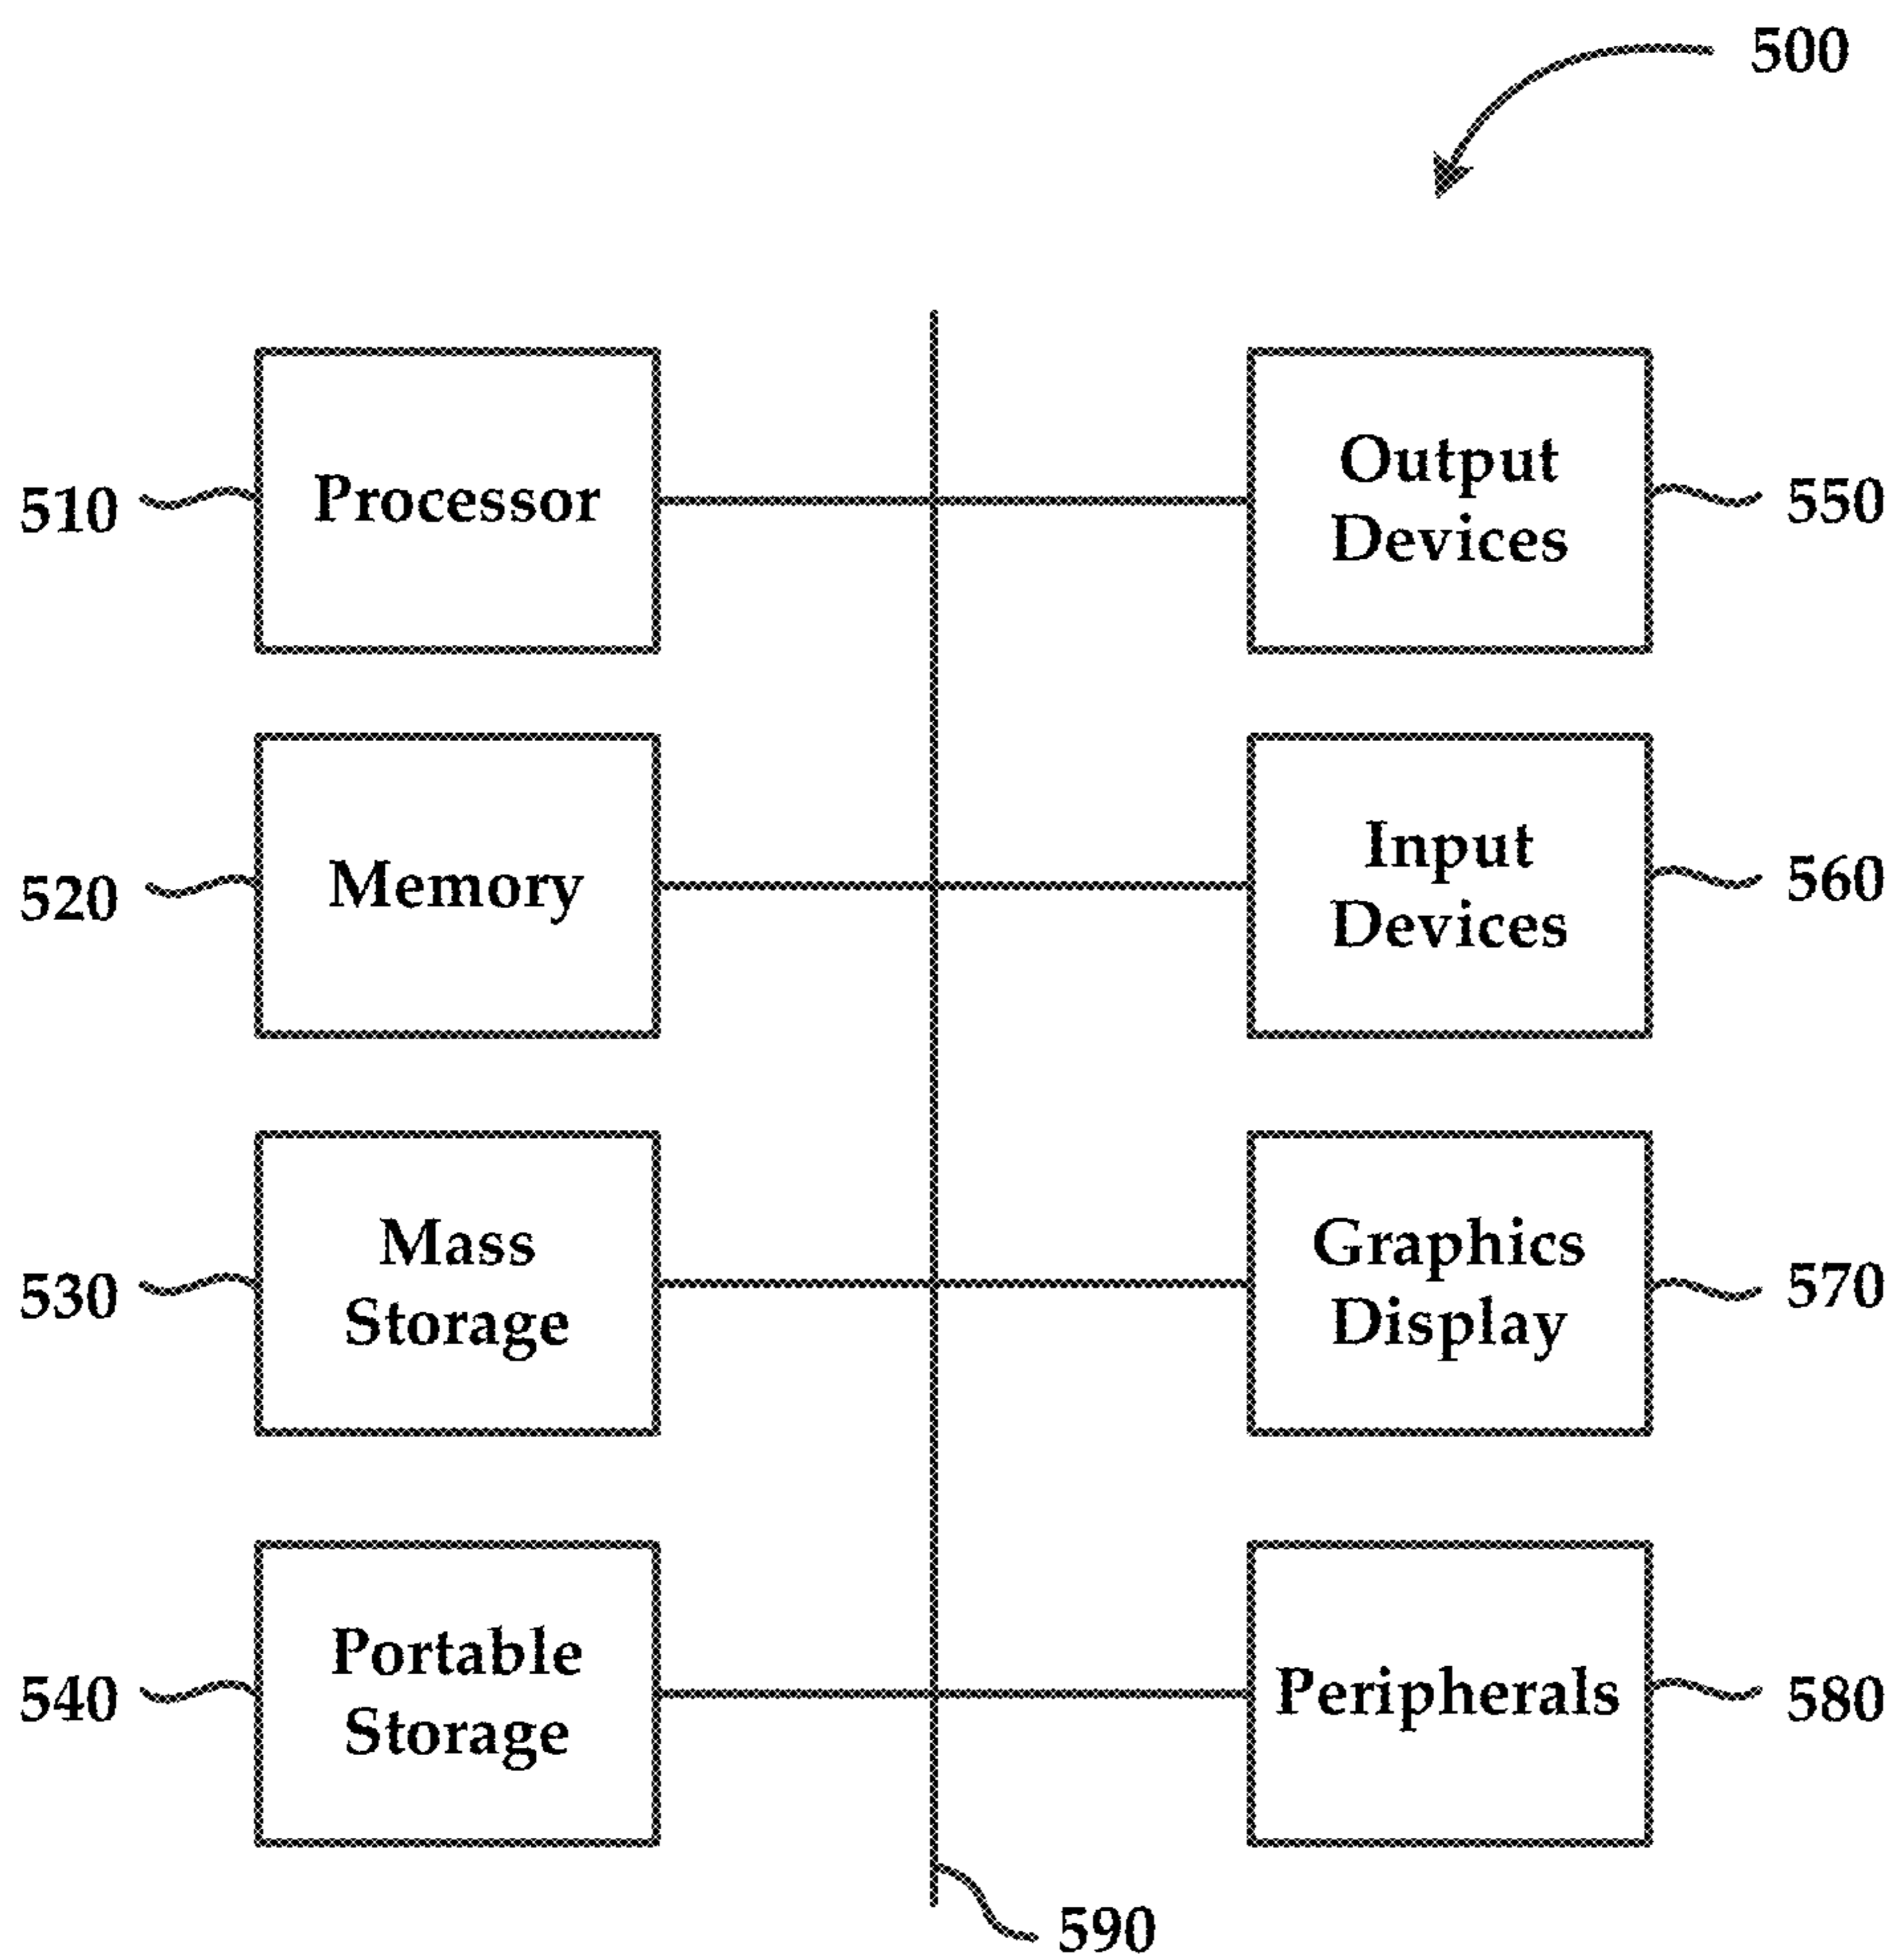 500
510
Processor
Output
Devices
550
520
Memory
Input
Devices
560
530
Mass
Storage
Graphics
Display
570
540
Portable
Storage
Peripherals
580
590